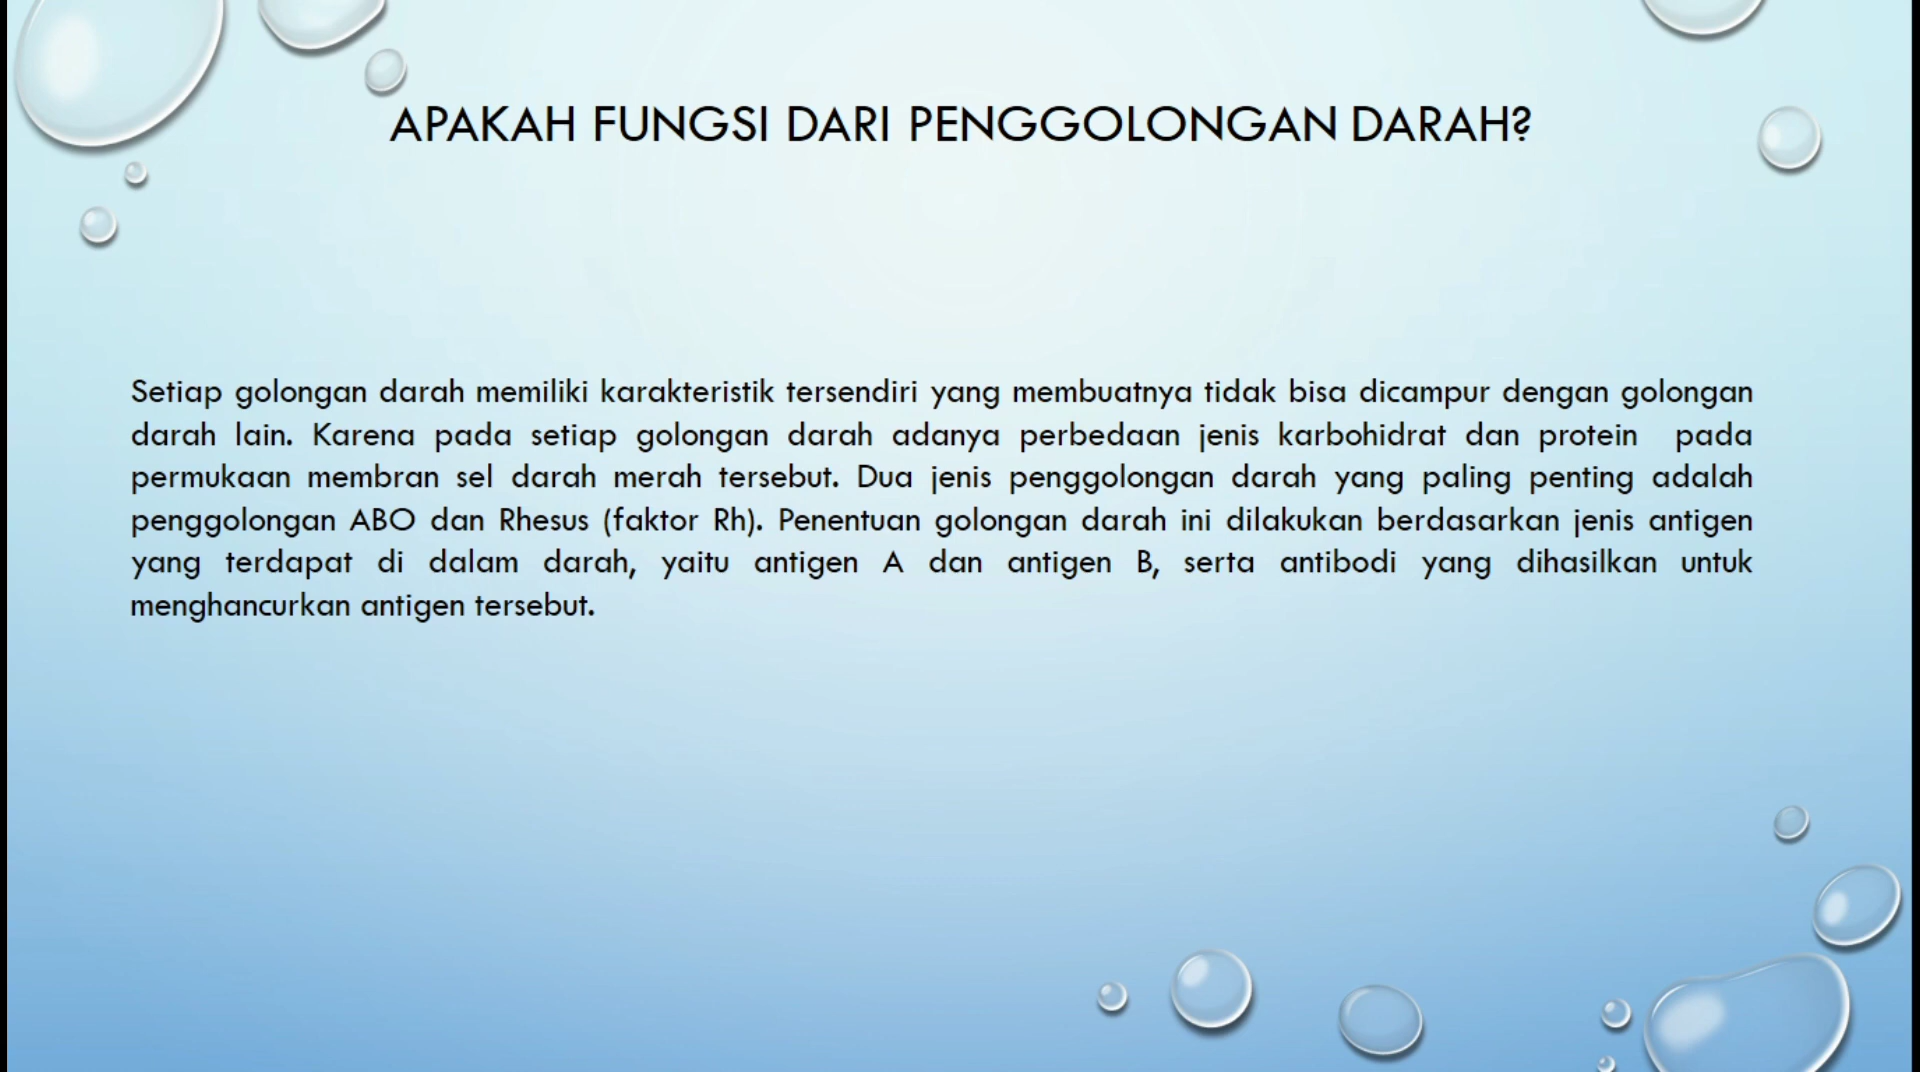 APAKAH FUNGSI DARI PENGGOLONGAN DARAH?
Setiap golongan darah memiliki karakteristik tersendiri yang membuatnya tidak bisa dicampur dengan golongan
darah lain. Karena pada setiap golongan darah adanya perbedaan jenis karbohidrat dan protein pada
permukaan membran sel darah merah tersebut. Dua jenis penggolongan darah yang paling penting adalah
penggolongan ABO dan Rhesus (faktor Rh). Penentuan golongan darah ini dilakukan berdasarkan jenis antigen
yang terdapat di dalam darah, yaitu antigen A dan antigen B, serta antibodi yang dihasilkan untuk
menghancurkan antigen tersebut.